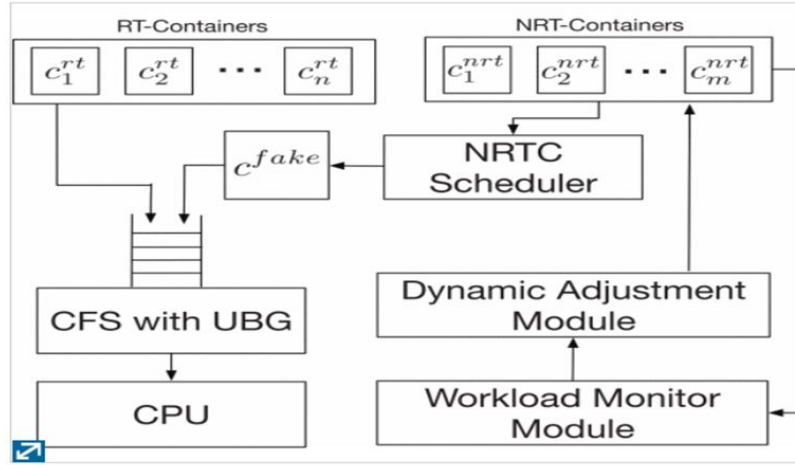 RT-Containers NRT-Containers
c_1^{rt} c_2^{rt} ··· c_n^{rt} c_1^{nrt} c_2^{nrt} ··· c_m^{nrt}
c^{fake}
NRTC
Scheduler
CFS with UBG
Dynamic Adjustment
Module
CPU
Workload Monitor
Module